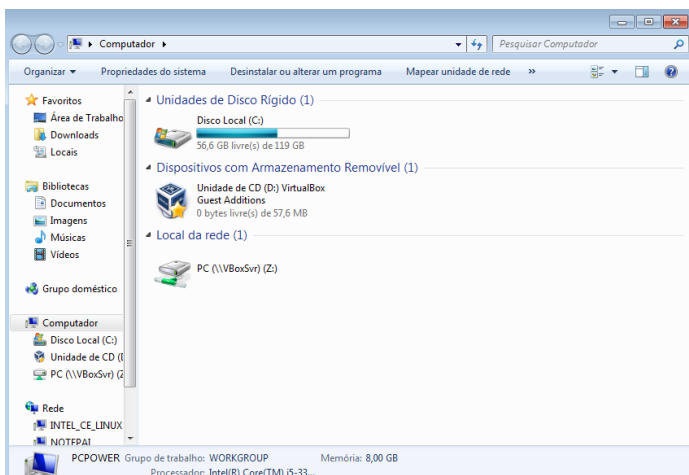 Computador
Pesquisar Computador
Organizar
Propriedades do sistema
Desinstalar ou alterar um programa
Mapear unidade de rede
»
Favoritos
Área de Trabalho
Downloads
Locais
Bibliotecas
Documentos
Imagens
Músicas
Vídeos
Grupo doméstico
Computador
Disco Local (C:)
Unidade de CD (
PC (\\VBoxSvr) (Z
Rede
INTEL_CE_LINUX
NOTEPAI
Unidades de Disco Rígido (1)
Disco Local (C:)
56,6 GB livre(s) de 119 GB
Dispositivos com Armazenamento Removível (1)
Unidade de CD (D:) VirtualBox
Guest Additions
0 bytes livre(s) de 57,6 MB
Local da rede (1)
PC (\\VBoxSvr) (Z:)
PCPOWER Grupo de trabalho: WORKGROUP Memória: 8,00 GB
Processador: Intel(R) Core(TM) i5-33...